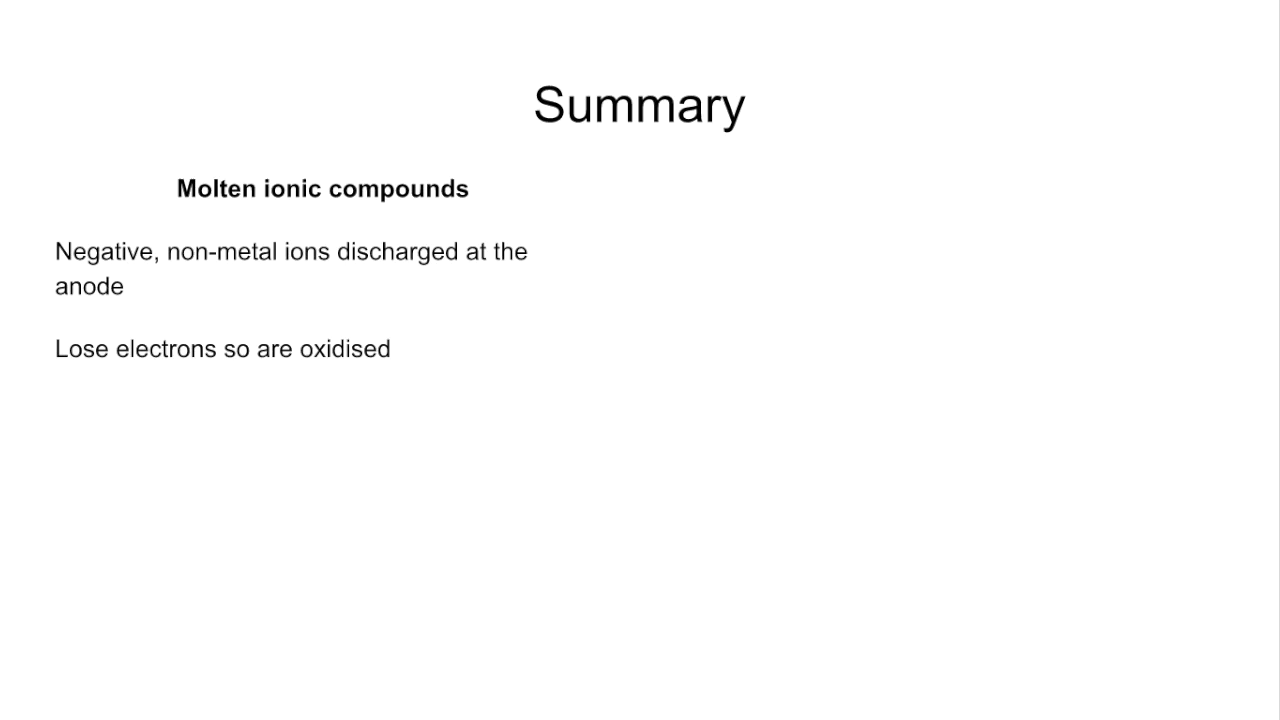 Summary
Molten ionic compounds
Negative, non-metal ions discharged at the
anode
Lose electrons so are oxidised